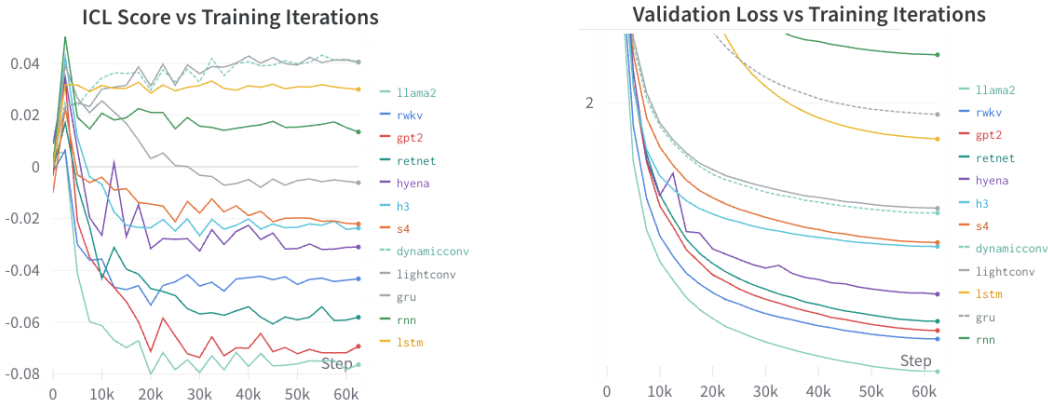 ICL Score vs Training Iterations
0.04
0.02
0
-0.02
-0.04
-0.06
-0.08
0
10k
20k
30k
40k
50k
60k
Step
llama2
rwkv
gpt2
retnet
hyena
h3
s4
dynamicconv
lightconv
gru
rnn
lstm
Validation Loss vs Training Iterations
2
0
10k
20k
30k
40k
50k
60k
Step
llama2
rwkv
gpt2
retnet
hyena
h3
s4
dynamicconv
lightconv
lstm
gru
rnn